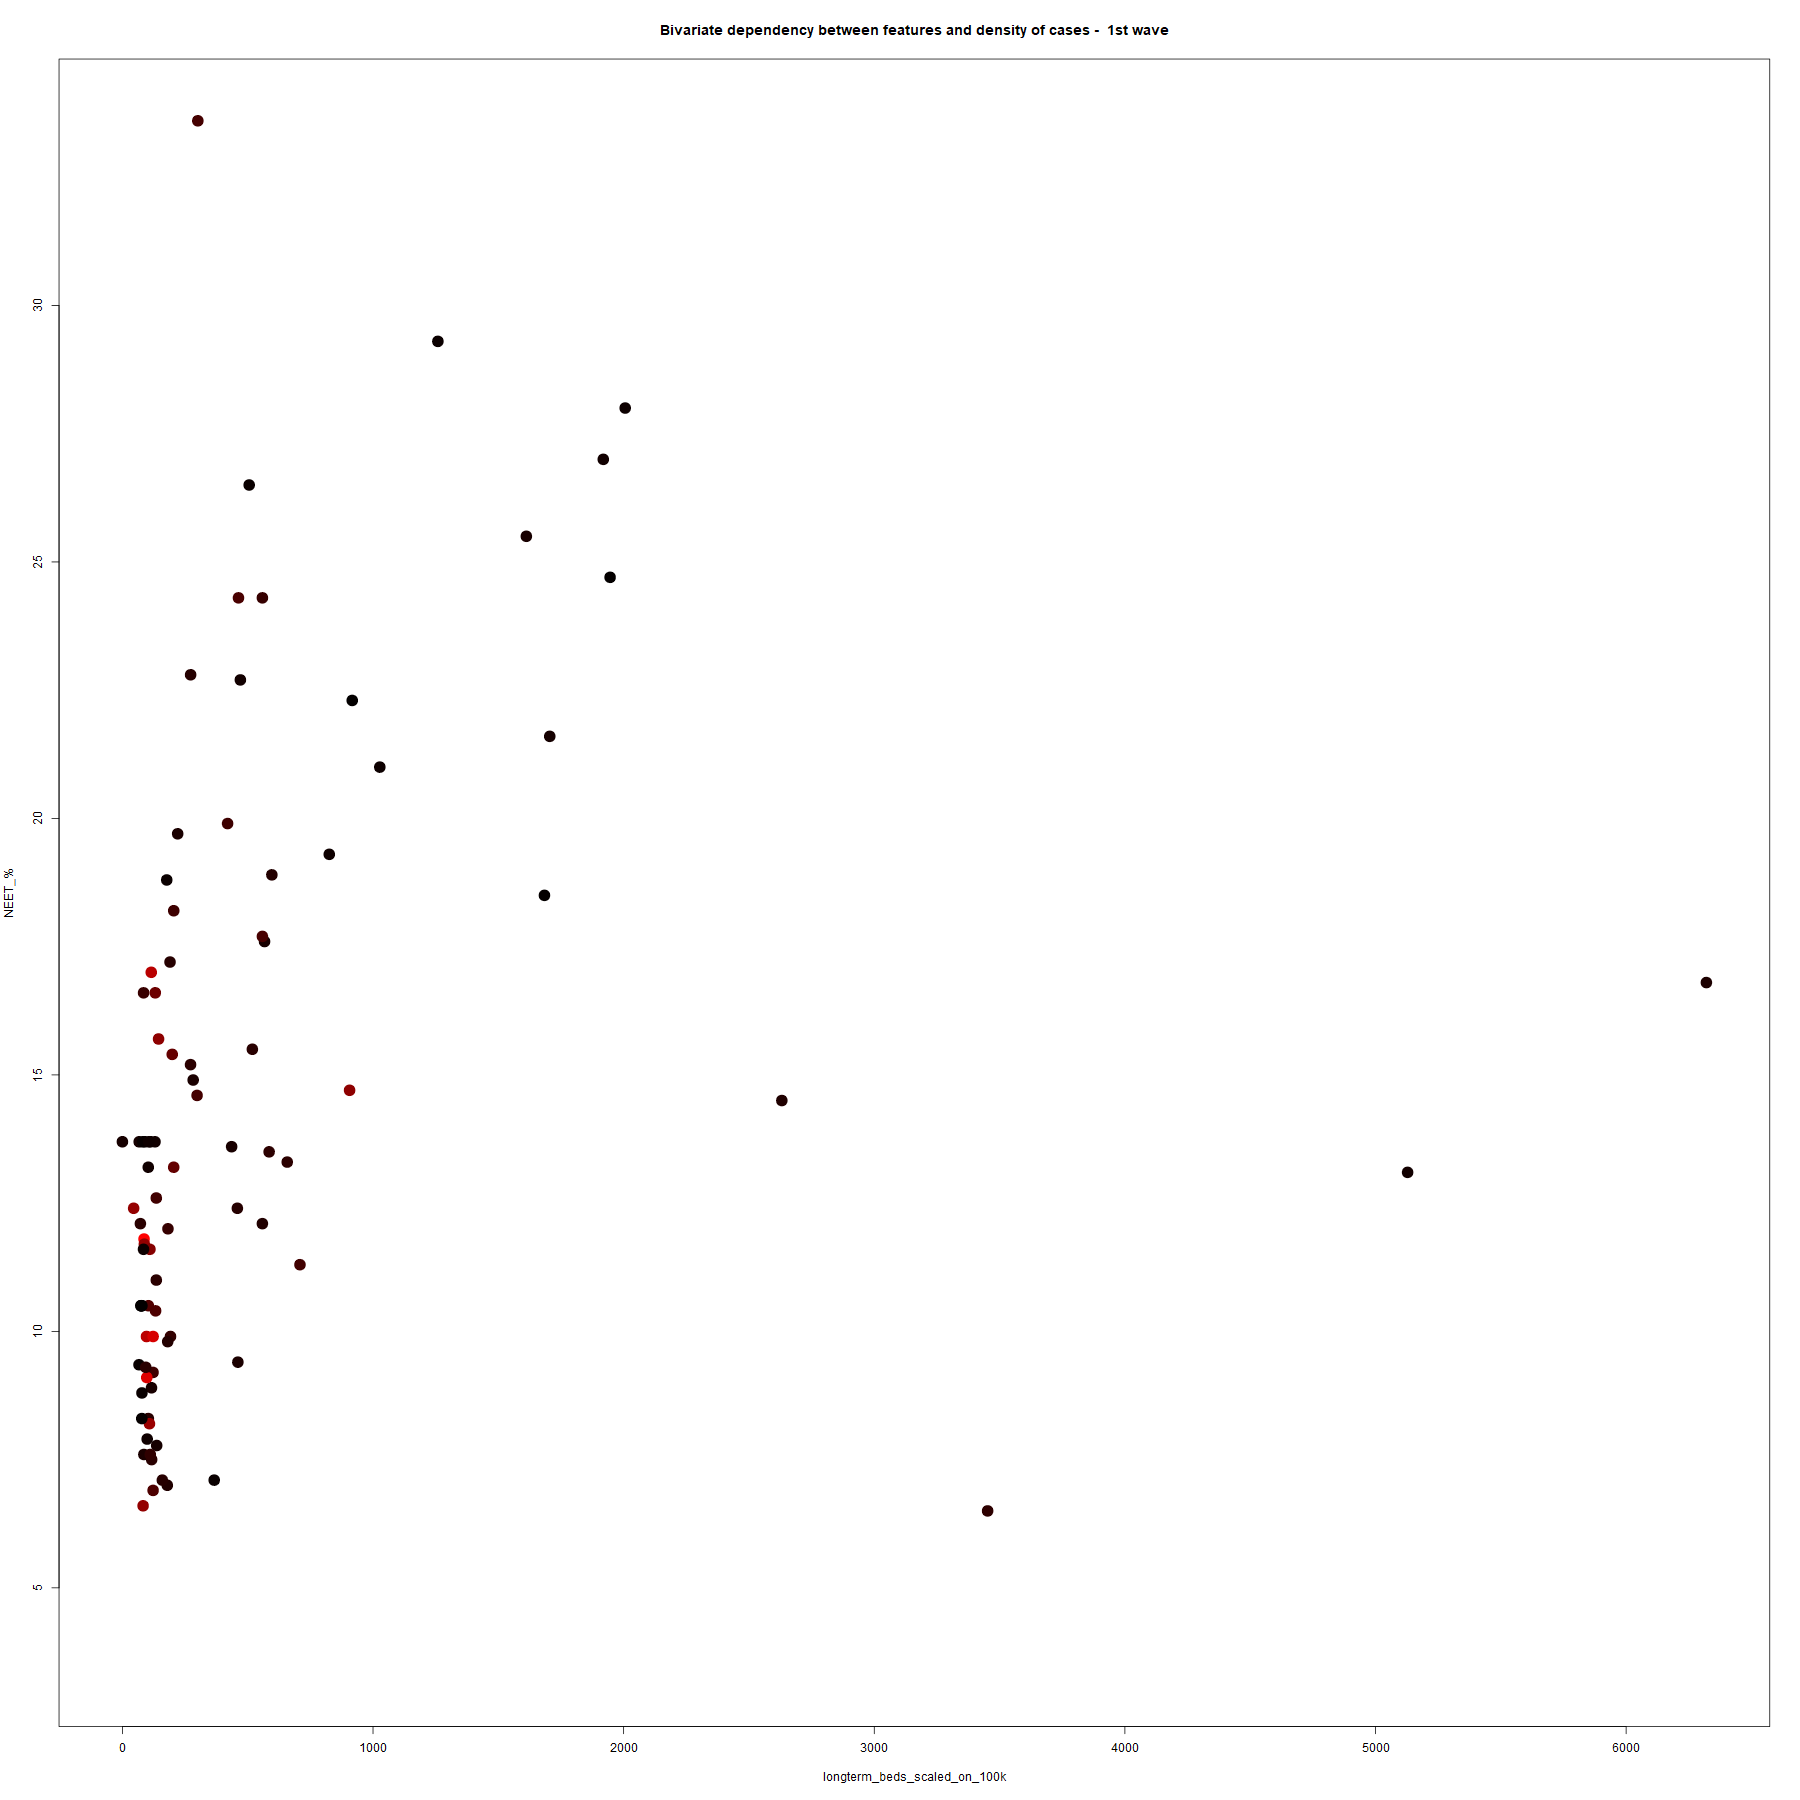 Bivariate dependency between features and density of cases -  1st wave
30
25
20
15
10
5
NEET_%
0 1000 2000 3000 4000 5000 6000
longterm_beds_scaled_on_100k